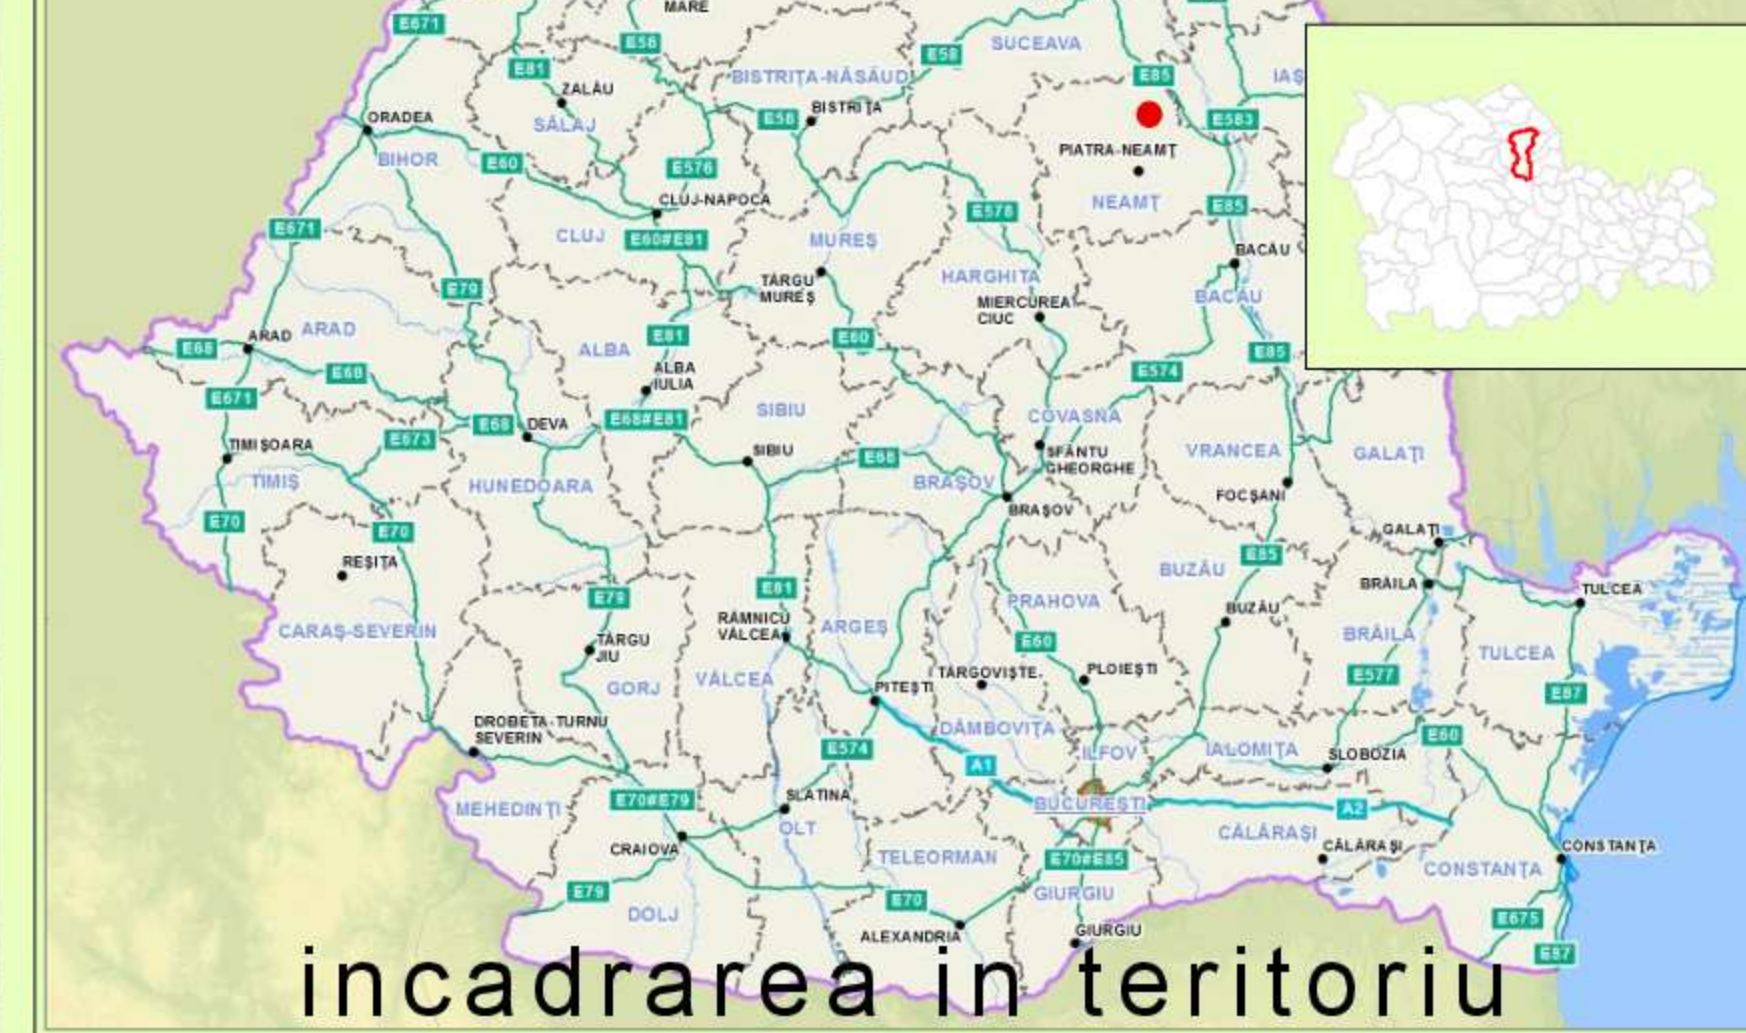 MARE
E671
E58
SUCEAVA
E58
E81
BISTRIȚA-NĂSĂUD
E85
IAȘ
ZALĂU
BISTRIȚA
ORADEA
SĂLAJ
E58
E583
BIHOR
E60
E576
PIATRA-NEAMȚ
CLUJ-NAPOCA
NEAMȚ
E85
E578
E671
CLUJ
E60#E81
MUREȘ
BACĂU
HARGHITA
TÂRGU
MUREȘ
E79
BACĂU
MIERCUREA
CIUC
ARAD
ARAD
E81
E60
E68
ALBA
E85
E68
ALBA
IULIA
E574
E671
SIBIU
COVASNA
E68#E81
DEVA
E68
E673
TIMIȘOARA
SIBIU
E68
SFÂNTU
GHEORGHE
VRANCEA
GALAȚI
TIMIȘ
HUNEDOARA
BRAȘOV
FOCȘANI
BRAȘOV
E70
E70
GALAȚI
REȘIȚA
E85
BUZĂU
BRĂILA
E81
TULCEA
E79
PRAHOVA
BUZĂU
RÂMNICU
VÂLCEA
ARGEȘ
CARAȘ-SEVERIN
TÂRGU
JIU
E60
BRĂILA
TULCEA
VÂLCEA
GORJ
TÂRGOVIȘTE
PLOIEȘTI
E577
PITEȘTI
E87
DROBETA-TURNU
SEVERIN
DÂMBOVIȚA
E574
ILFOV
IALOMIȚA
SLOBOZIA
E60
A1
MEHEDINȚI
E70#E79
SLATINA
BUCUREȘTI
A2
OLT
CĂLĂRAȘI
CRAIOVA
TELEORMAN
E70#E85
CĂLĂRAȘI
CONSTANȚA
CONSTANȚA
E79
GIURGIU
E70
DOLJ
E675
ALEXANDRIA
GIURGIU
E87
incadrarea in teritoriu